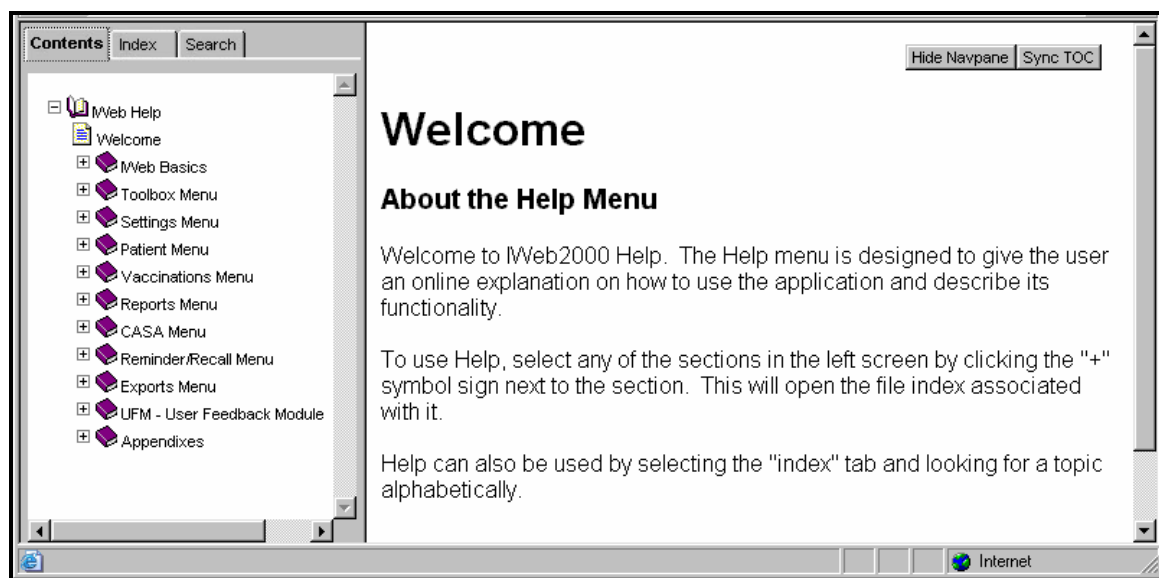 Contents Index Search
IWeb Help
Welcome
IWeb Basics
Toolbox Menu
Settings Menu
Patient Menu
Vaccinations Menu
Reports Menu
CASA Menu
Reminder/Recall Menu
Exports Menu
UFM - User Feedback Module
Appendixes
Hide Navpane Sync TOC
Welcome
About the Help Menu
Welcome to IWeb2000 Help. The Help menu is designed to give the user
an online explanation on how to use the application and describe its
functionality.
To use Help, select any of the sections in the left screen by clicking the "+"
symbol sign next to the section. This will open the file index associated
with it.
Help can also be used by selecting the "index" tab and looking for a topic
alphabetically.
Internet